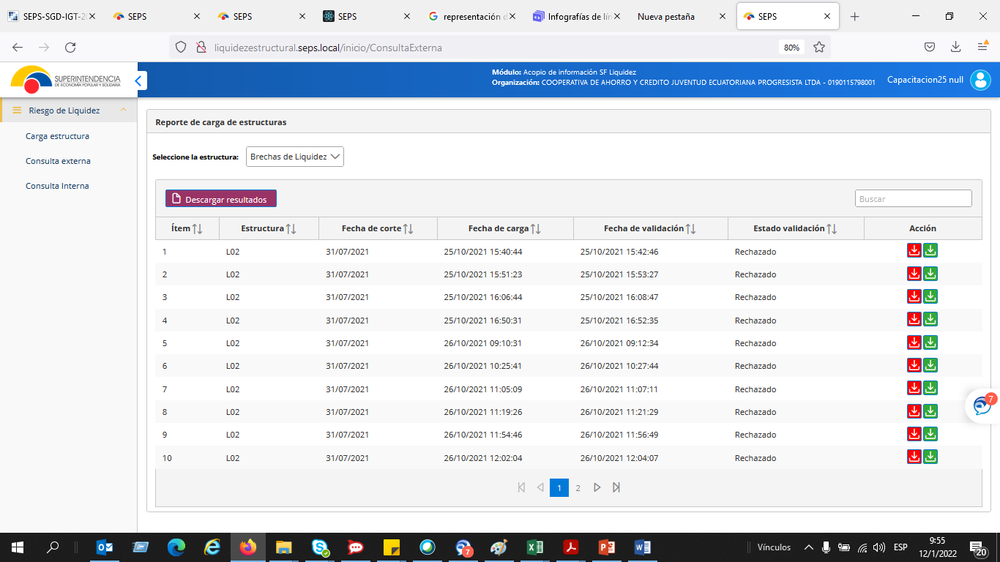 SEPS-SGD-IGT-2
SEPS
SEPS
SEPS
representación d
Infografías de lín
Nueva pestaña
SEPS
liquidezestructural.seps.local/inicio/ConsultaExterna
80%
SUPERINTENDENCIA
DE ECONOMÍA POPULAR Y SOLIDARIA
Módulo: Acopio de información SF Liquidez
Organización: COOPERATIVA DE AHORRO Y CREDITO JUVENTUD ECUATORIANA PROGRESISTA LTDA - 0190115798001
Capacitacion25 null
Riesgo de Liquidez
Carga estructura
Consulta externa
Consulta Interna
Reporte de carga de estructuras
Seleccione la estructura: Brechas de Liquidez
Descargar resultados
Buscar
Ítem Estructura Fecha de corte Fecha de carga Fecha de validación Estado validación Acción
1 L02 31/07/2021 25/10/2021 15:40:44 25/10/2021 15:42:46 Rechazado
2 L02 31/07/2021 25/10/2021 15:51:23 25/10/2021 15:53:27 Rechazado
3 L02 31/07/2021 25/10/2021 16:06:44 25/10/2021 16:08:47 Rechazado
4 L02 31/07/2021 25/10/2021 16:50:31 25/10/2021 16:52:35 Rechazado
5 L02 31/07/2021 26/10/2021 09:10:31 26/10/2021 09:12:34 Rechazado
6 L02 31/07/2021 26/10/2021 10:25:41 26/10/2021 10:27:44 Rechazado
7 L02 31/07/2021 26/10/2021 11:05:09 26/10/2021 11:07:11 Rechazado
8 L02 31/07/2021 26/10/2021 11:19:26 26/10/2021 11:21:29 Rechazado
9 L02 31/07/2021 26/10/2021 11:54:46 26/10/2021 11:56:49 Rechazado
10 L02 31/07/2021 26/10/2021 12:02:04 26/10/2021 12:04:07 Rechazado
7
1 2
7
Vínculos
ESP
9:55
12/1/2022
20